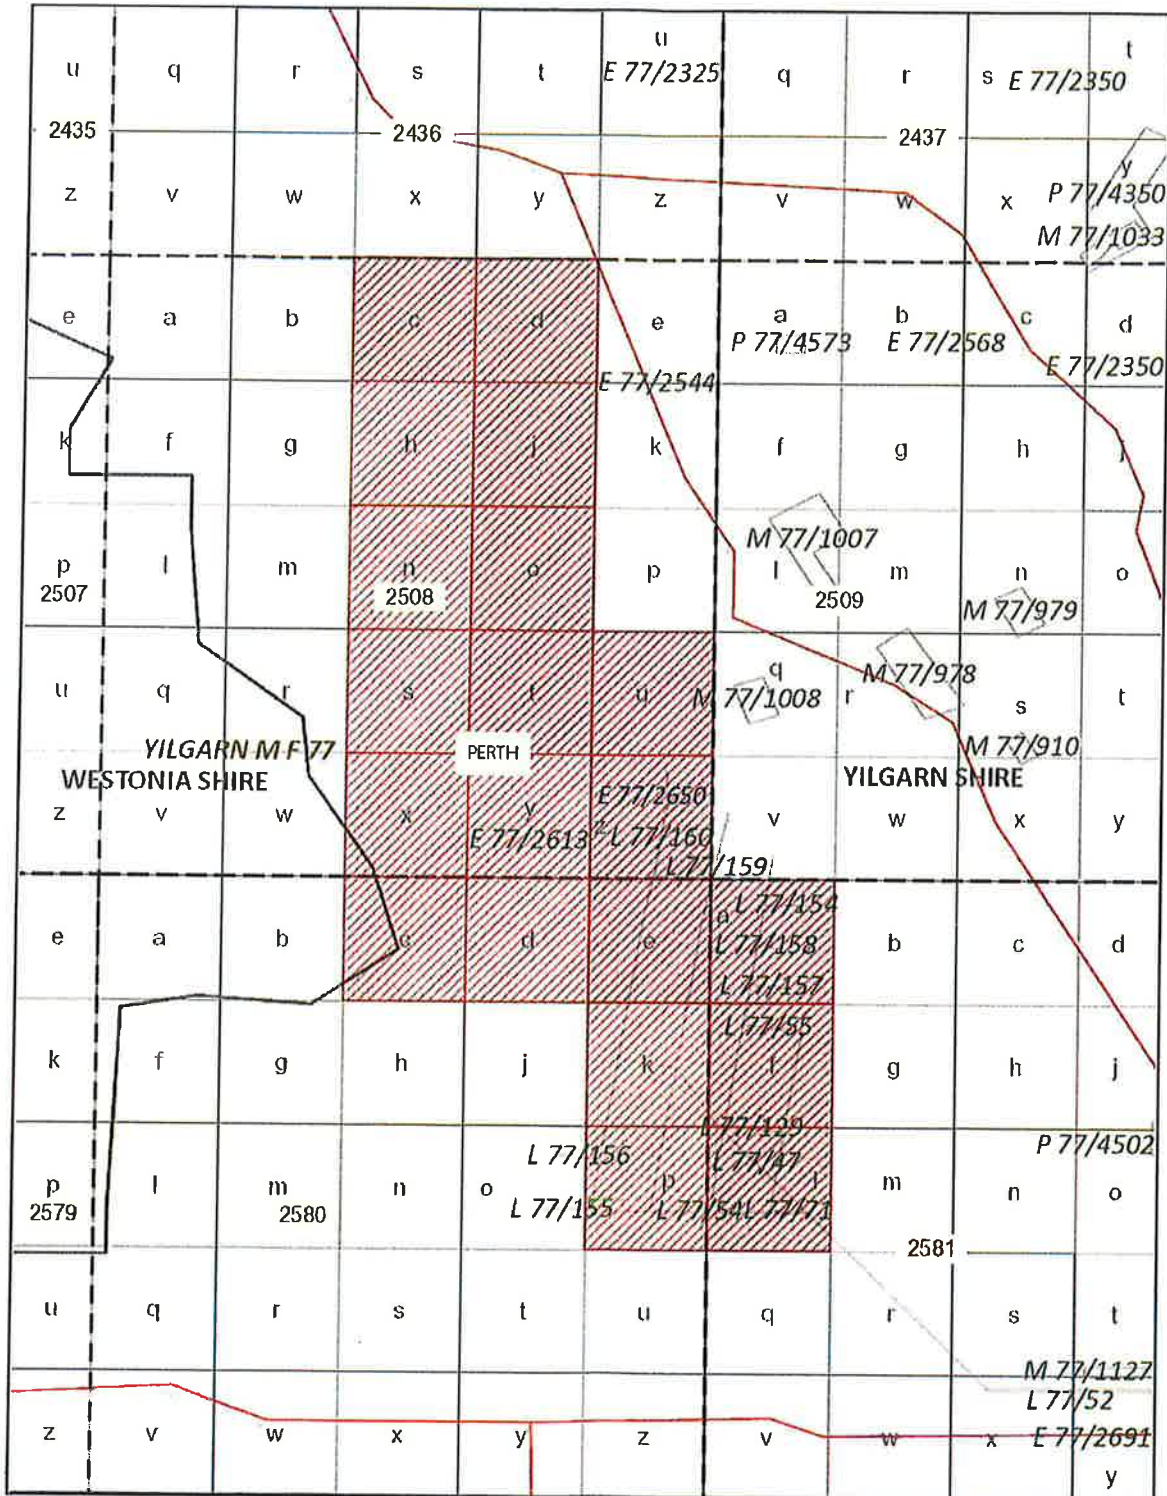 u
u q r s t E 77/2325 q r s E 77/2350 t
2435 2436 2437
z v w x y z v w x y
P 77/4350
M 77/1033
e a b c d e a b c d
P 77/4573 E 77/2568
E 77/2544 E 77/2350
k f g h j k f g h j
M 77/1007
p l m n o p l m n o
2507 2508 2509 M 77/979
u q r s t u q r s t
M 77/1008 M 77/978
YILGARN M F 77 PERTH M 77/910
WESTONIA SHIRE YILGARN SHIRE
E 77/2650
z v w x y z v w x y
E 77/2613 L 77/160
L 77/159
L 77/154
e a b c d e a b c d
L 77/158
L 77/157
L 77/55
k f g h j k f g h j
L 77/129 P 77/4502
L 77/156 L 77/47
p l m n o p l m n o
2579 2580 L 77/155 L 77/54 L 77/71
2581
u q r s t u q r s t
M 77/1127
L 77/52
z v w x y z v w x E 77/2691
y